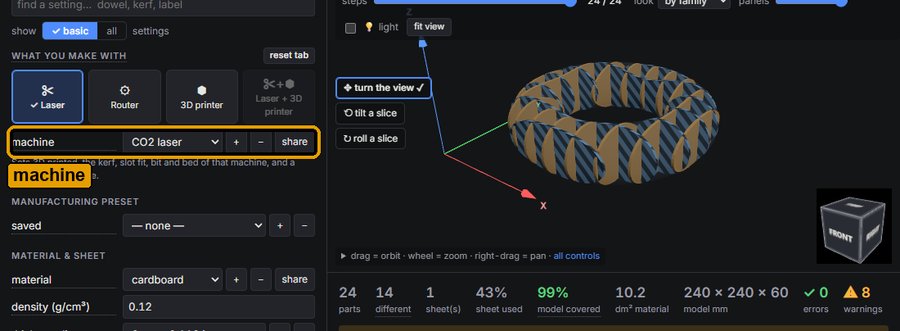 find a setting... dowel, kerf, label
show ✓ basic all settings
WHAT YOU MAKE WITH reset tab
✓ Laser
Router
3D printer
Laser + 3D
printer
machine CO2 laser + − share
machine
MANUFACTURING PRESET
saved — none — + −
MATERIAL & SHEET
material cardboard + − share
density (g/cm³) 0.12
steps 24 / 24 look by family panels
light fit view
Z
turn the view ✓
tilt a slice
roll a slice
Y
X
FRONT
RIGHT
drag = orbit · wheel = zoom · right-drag = pan · all controls
24 14 1 43% 99% 10.2 240 × 240 × 60 ✓ 0 ⚠ 8
parts different sheet(s) sheet used model covered dm² material model mm errors warnings